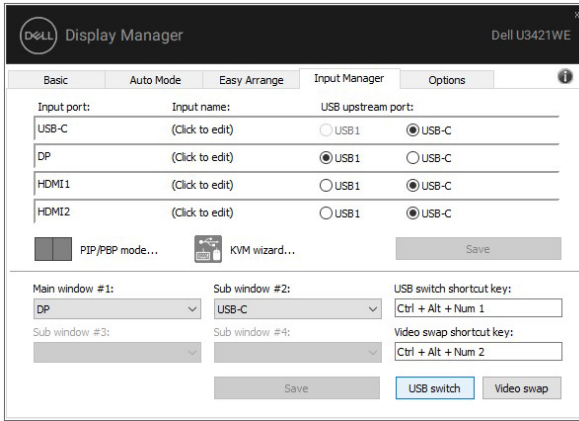 DELL Display Manager Dell U3421WE
Basic Auto Mode Easy Arrange Input Manager Options
Input port: Input name: USB upstream port:
USB-C (Click to edit) USB1 USB-C
DP (Click to edit) USB1 USB-C
HDMI1 (Click to edit) USB1 USB-C
HDMI2 (Click to edit) USB1 USB-C
PIP/PBP mode... KVM wizard... Save
Main window #1: Sub window #2: USB switch shortcut key:
DP USB-C Ctrl + Alt + Num 1
Sub window #3: Sub window #4: Video swap shortcut key:
Ctrl + Alt + Num 2
Save USB switch Video swap